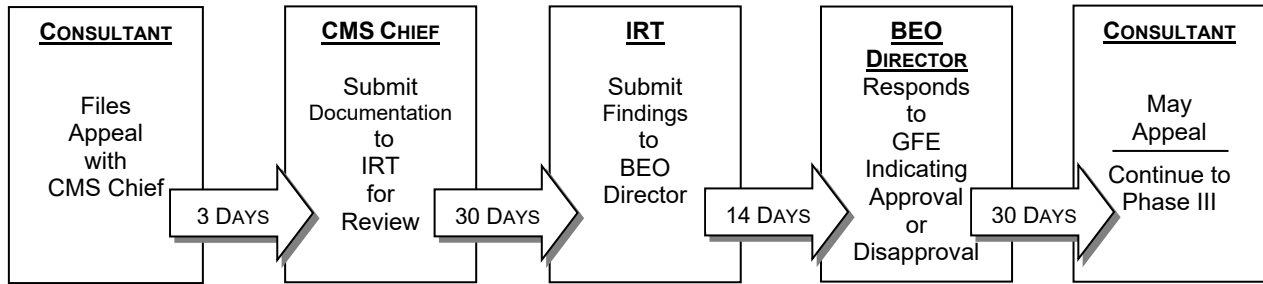 CONSULTANT
Files
Appeal
with
CMS Chief
3 DAYS
CMS CHIEF
Submit
Documentation
to
IRT
for
Review
30 DAYS
IRT
Submit
Findings
to
BEO
Director
14 DAYS
BEO
DIRECTOR
Responds
to
GFE
Indicating
Approval
or
Disapproval
30 DAYS
CONSULTANT
May
Appeal
Continue to
Phase III